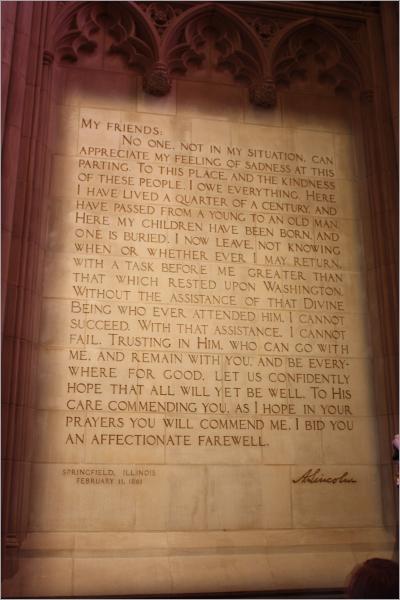 MY FRIENDS:
NO ONE, NOT IN MY SITUATION, CAN
APPRECIATE MY FEELING OF SADNESS AT THIS
PARTING. TO THIS PLACE, AND THE KINDNESS
OF THESE PEOPLE, I OWE EVERYTHING. HERE
I HAVE LIVED A QUARTER OF A CENTURY, AND
HAVE PASSED FROM A YOUNG TO AN OLD MAN.
HERE MY CHILDREN HAVE BEEN BORN, AND
ONE IS BURIED. I NOW LEAVE, NOT KNOWING
WHEN OR WHETHER EVER I MAY RETURN,
WITH A TASK BEFORE ME GREATER THAN
THAT WHICH RESTED UPON WASHINGTON.
WITHOUT THE ASSISTANCE OF THAT DIVINE
BEING WHO EVER ATTENDED HIM, I CANNOT
SUCCEED. WITH THAT ASSISTANCE, I CANNOT
FAIL. TRUSTING IN HIM, WHO CAN GO WITH
ME, AND REMAIN WITH YOU, AND BE EVERY-
WHERE FOR GOOD, LET US CONFIDENTLY
HOPE THAT ALL WILL YET BE WELL. TO HIS
CARE COMMENDING YOU, AS I HOPE IN YOUR
PRAYERS YOU WILL COMMEND ME, I BID YOU
AN AFFECTIONATE FAREWELL.
SPRINGFIELD, ILLINOIS
FEBRUARY 11, 1861
A. Lincoln